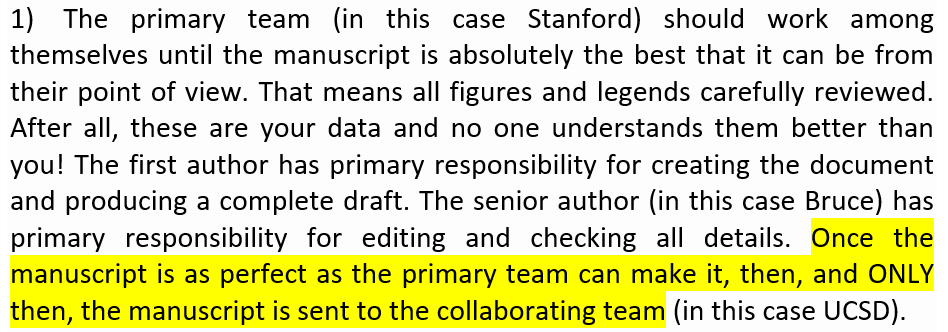 1) The primary team (in this case Stanford) should work among
themselves until the manuscript is absolutely the best that it can be from
their point of view. That means all figures and legends carefully reviewed.
After all, these are your data and no one understands them better than
you! The first author has primary responsibility for creating the document
and producing a complete draft. The senior author (in this case Bruce) has
primary responsibility for editing and checking all details. Once the
manuscript is as perfect as the primary team can make it, then, and ONLY
then, the manuscript is sent to the collaborating team (in this case UCSD).